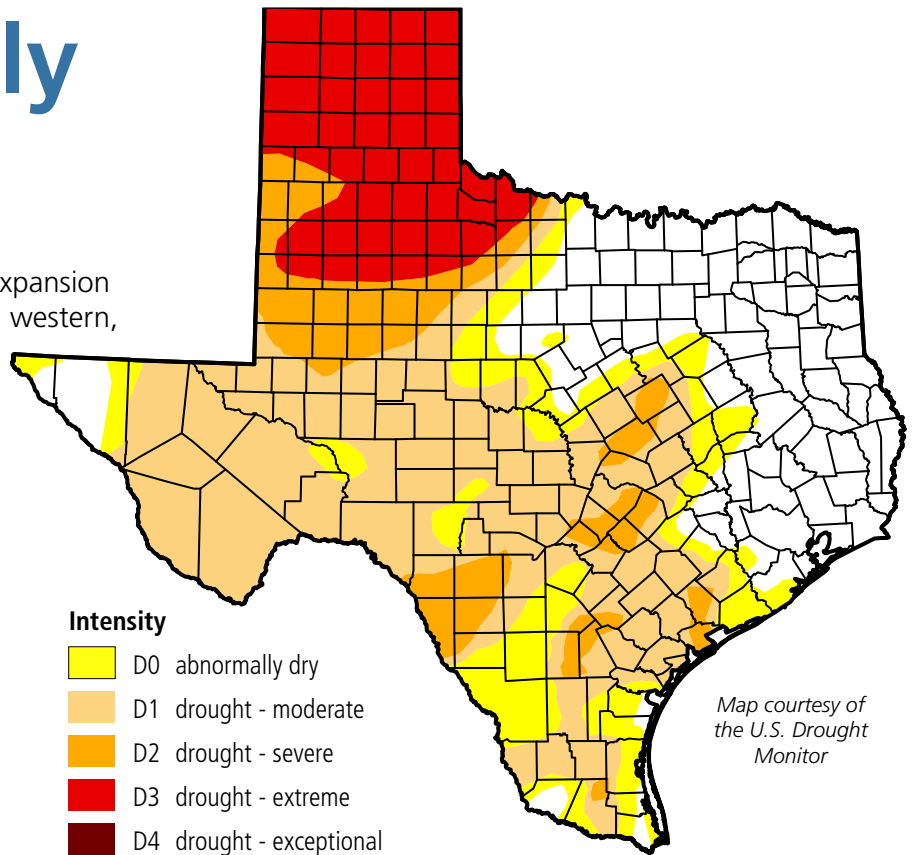 ly
xpansion
western,
Intensity
D0 abnormally dry
D1 drought - moderate
D2 drought - severe
D3 drought - extreme
D4 drought - exceptional
Map courtesy of
the U.S. Drought
Monitor